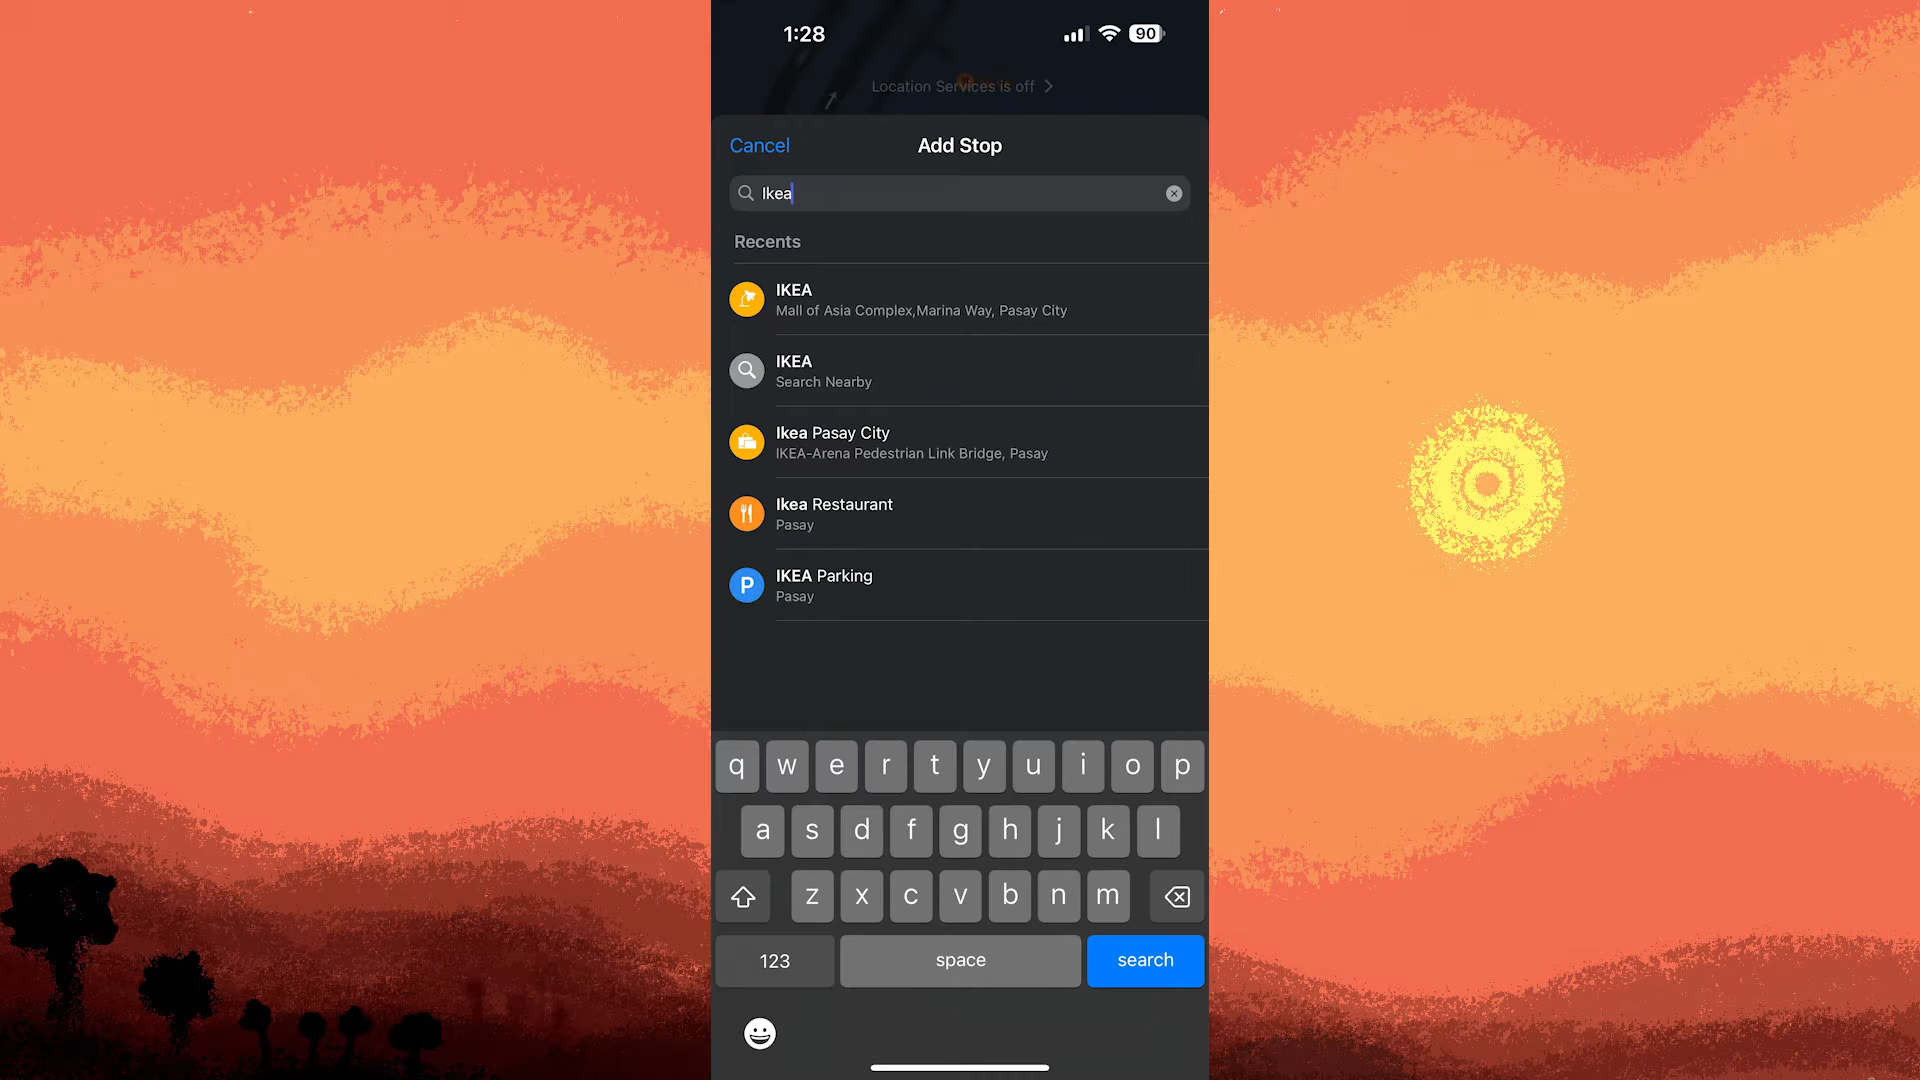 1:28
90
Location Services is off
Cancel
Add Stop
Ikea
Recents
IKEA
Mall of Asia Complex,Marina Way, Pasay City
IKEA
Search Nearby
Ikea Pasay City
IKEA-Arena Pedestrian Link Bridge, Pasay
Ikea Restaurant
Pasay
P
IKEA Parking
Pasay
q w e r t y u i o p
a s d f g h j k l
z x c v b n m
123 space search